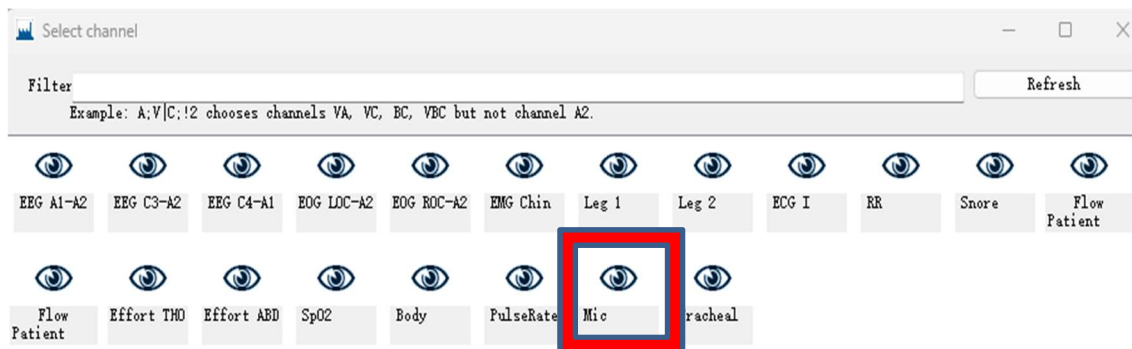 Select channel
Filter
Refresh
Example: A;V|C;!2 chooses channels VA, VC, BC, VBC but not channel A2.
EEG A1-A2 EEG C3-A2 EEG C4-A1 EOG LOC-A2 EOG ROC-A2 EMG Chin Leg 1 Leg 2 ECG I RR Snore Flow
Patient
Flow Effort THO Effort ABD SpO2 Body PulseRate Mic racheal
Patient